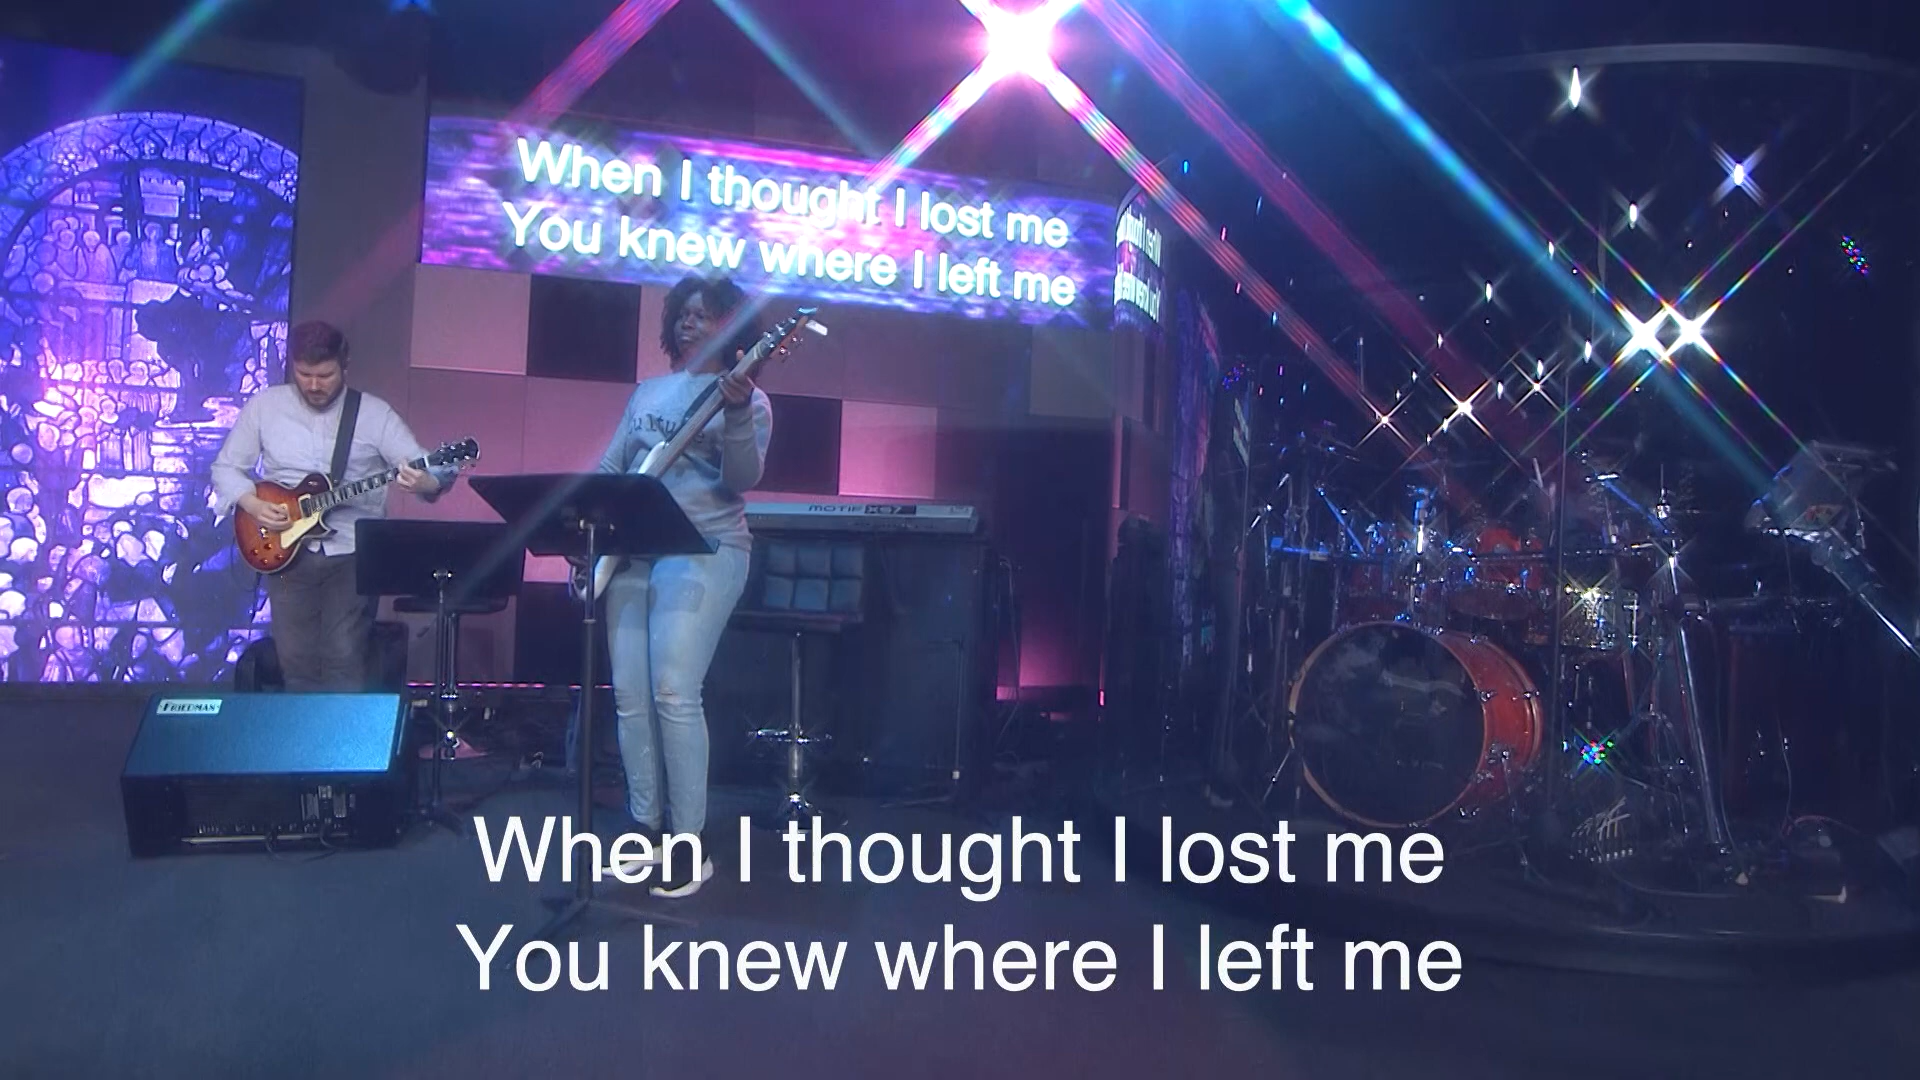 When I thought I lost me
You knew where I left me
MOTIF XS7
FRIEDMAN
When I thought I lost me
You knew where I left me